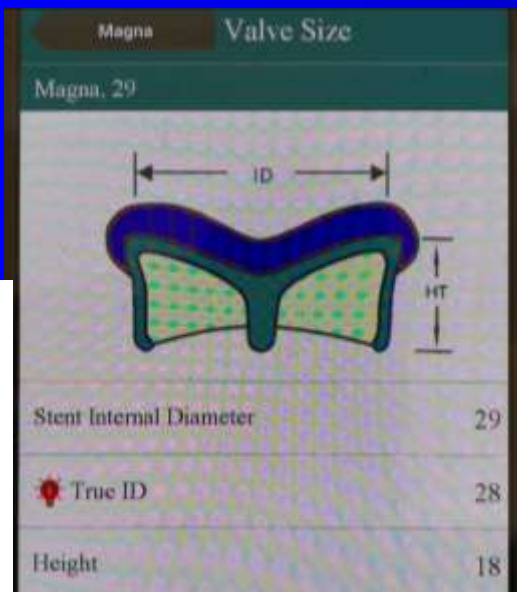 Magna
Valve Size
Magna, 29
ID
HT
Stent Internal Diameter 29
True ID 28
Height 18